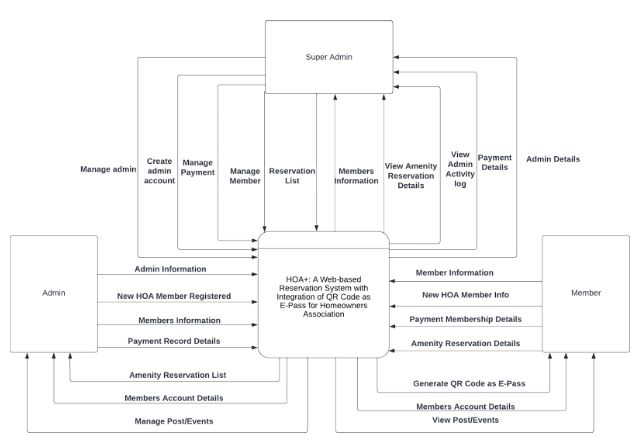 Super Admin
Manage admin
Create
admin
account
Manage
Payment
Manage
Member
Reservation
List
Members
Information
View Amenity
Reservation
Details
View
Admin
Activity
log
Payment
Details
Admin Details
Admin
Admin Information
New HOA Member Registered
Members Information
Payment Record Details
HOA+: A Web-based
Reservation System with
Integration of QR Code as
E-Pass for Homeowners
Association
Member Information
New HOA Member Info
Payment Membership Details
Amenity Reservation Details
Member
Amenity Reservation List
Members Account Details
Manage Post/Events
Generate QR Code as E-Pass
Members Account Details
View Post/Events